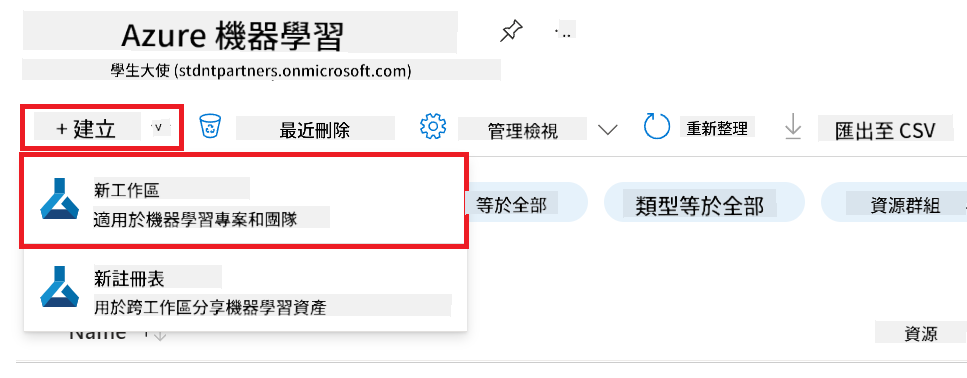 Azure 機器學習
學生大使 (stdntpartners.onmicrosoft.com)
+ 建立 最近刪除 管理檢視 重新整理 匯出至 CSV
新工作區
適用於機器學習專案和團隊
等於全部 類型等於全部 資源群組
新註冊表
用於跨工作區分享機器學習資產
Name 資源